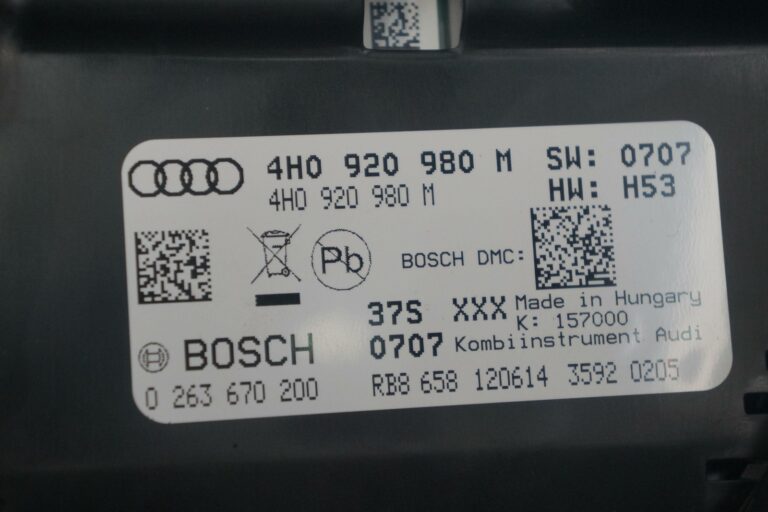 4H0 920 980 M SW: 0707
4H0 920 980 M HW: H53
Pb BOSCH DMC:
37S XXX Made in Hungary
K: 157000
BOSCH 0707 Kombiinstrument Audi
0 263 670 200 RB8 658 120614 3592 0205